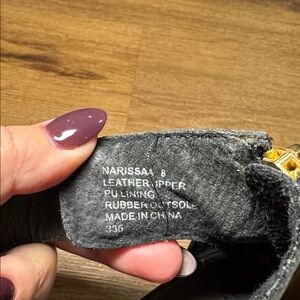 NARISSAA 8
LEATHER UPPER
PU LINING
RUBBER OUTSOLE
MADE IN CHINA
335